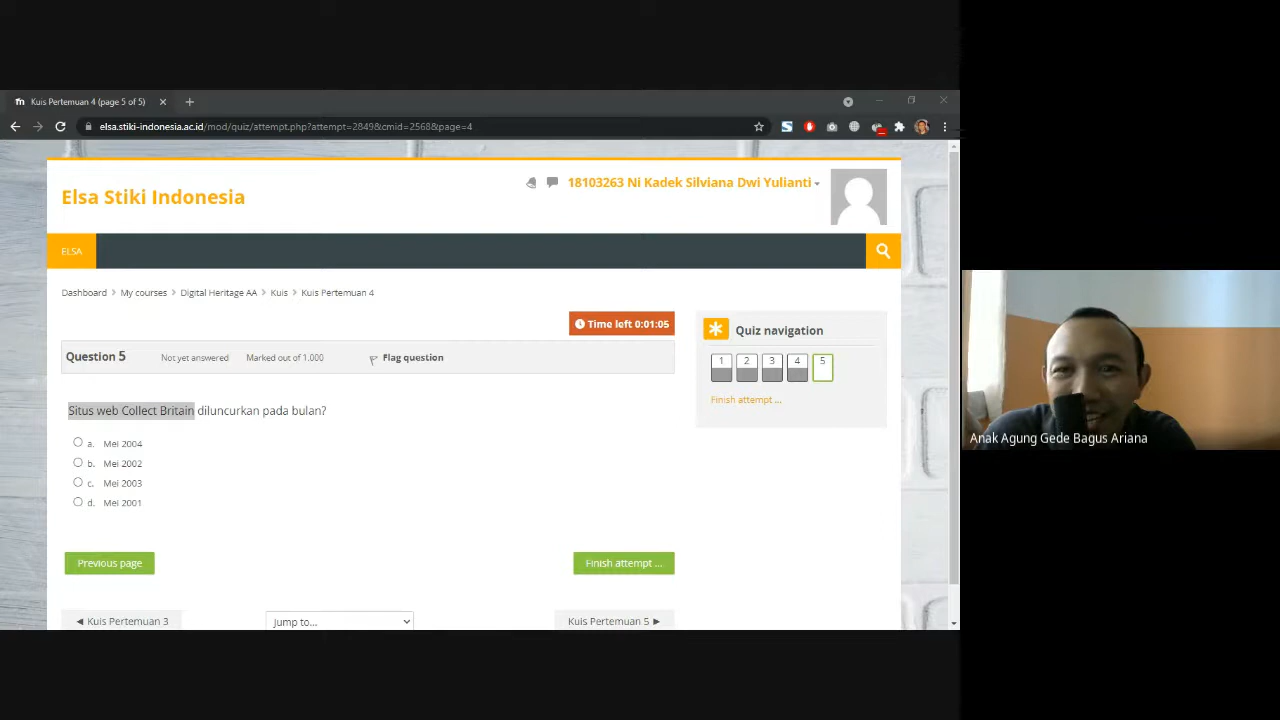 Kuis Pertemuan 4 (page 5 of 5)
elsa.stiki-indonesia.ac.id/mod/quiz/attempt.php?attempt=2849&cmid=2568&page=4
Elsa Stiki Indonesia
18103263 Ni Kadek Silviana Dwi Yulianti
ELSA
Dashboard My courses Digital Heritage AA Kuis Kuis Pertemuan 4
Time left 0:01:05
Question 5
Not yet answered
Marked out of 1.000
Flag question
Situs web Collect Britain diluncurkan pada bulan?
a. Mei 2004
b. Mei 2002
c. Mei 2003
d. Mei 2001
Previous page
Finish attempt ...
Kuis Pertemuan 3
Jump to...
Kuis Pertemuan 5
Quiz navigation
1 2 3 4 5
Finish attempt ...
Anak Agung Gede Bagus Ariana